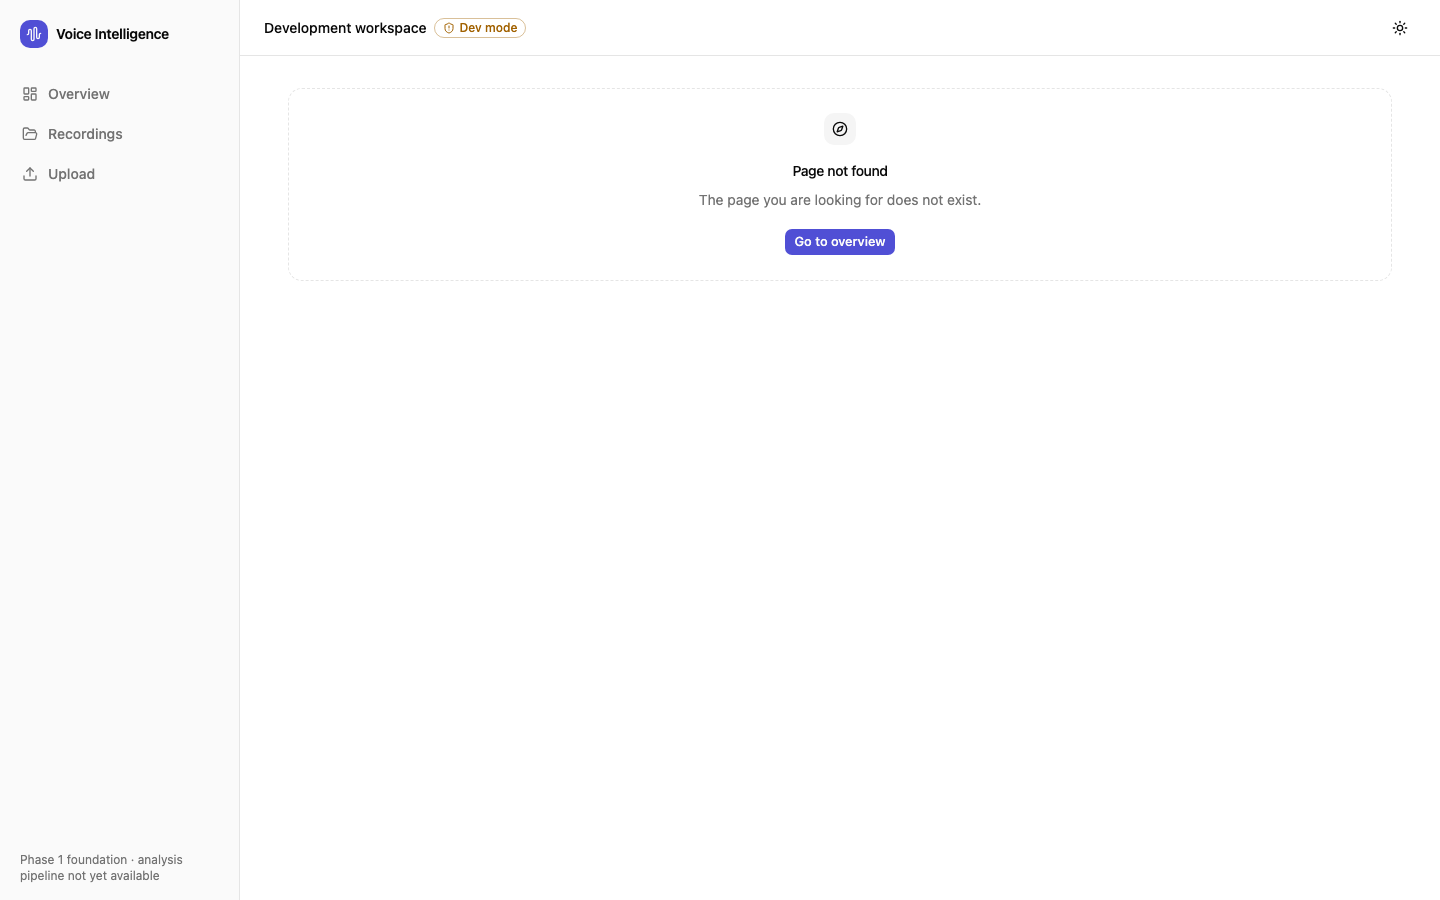 Voice Intelligence
Overview
Recordings
Upload
Phase 1 foundation · analysis
pipeline not yet available
Development workspace
Dev mode
Page not found
The page you are looking for does not exist.
Go to overview